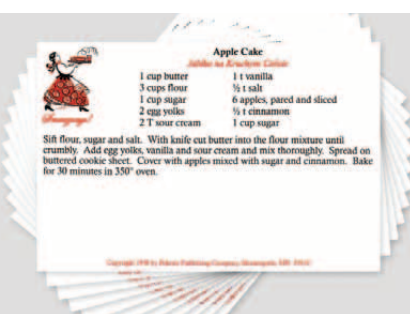 Apple Cake
1 cup butter
3 cups flour
1 cup sugar
2 egg yolks
2 T sour cream
1 t vanilla
½ t salt
6 apples, pared and sliced
½ t cinnamon
1 cup sugar
Sift flour, sugar and salt. With knife cut butter into the flour mixture until
crumbly. Add egg yolks, vanilla and sour cream and mix thoroughly. Spread on
buttered cookie sheet. Cover with apples mixed with sugar and cinnamon. Bake
for 30 minutes in 350° oven.